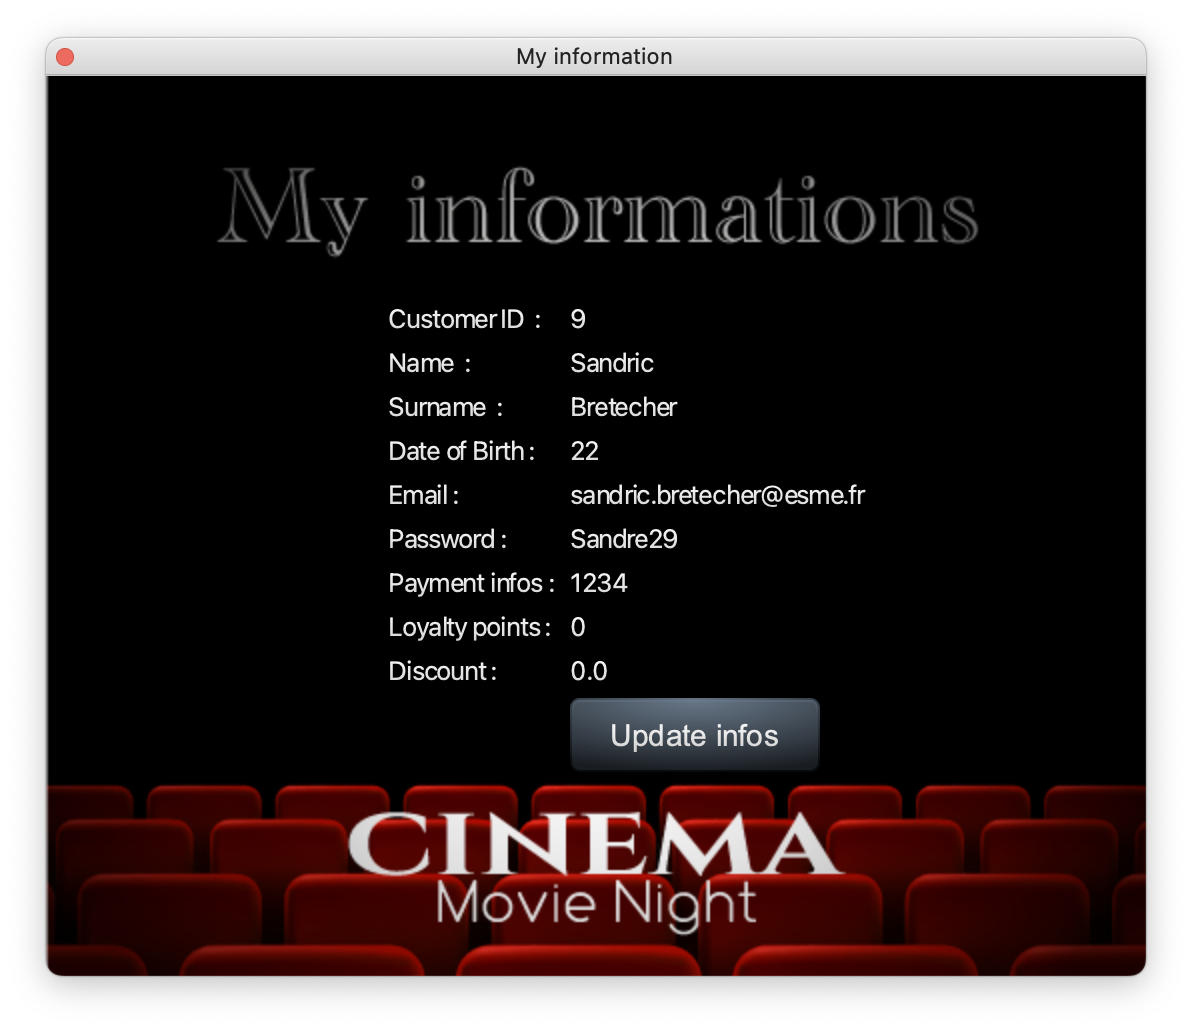 My information
My informations
Customer ID : 9
Name : Sandric
Surname : Bretecher
Date of Birth : 22
Email : sandric.bretecher@esme.fr
Password : Sandre29
Payment infos : 1234
Loyalty points : 0
Discount : 0.0
Update infos
CINEMA
Movie Night